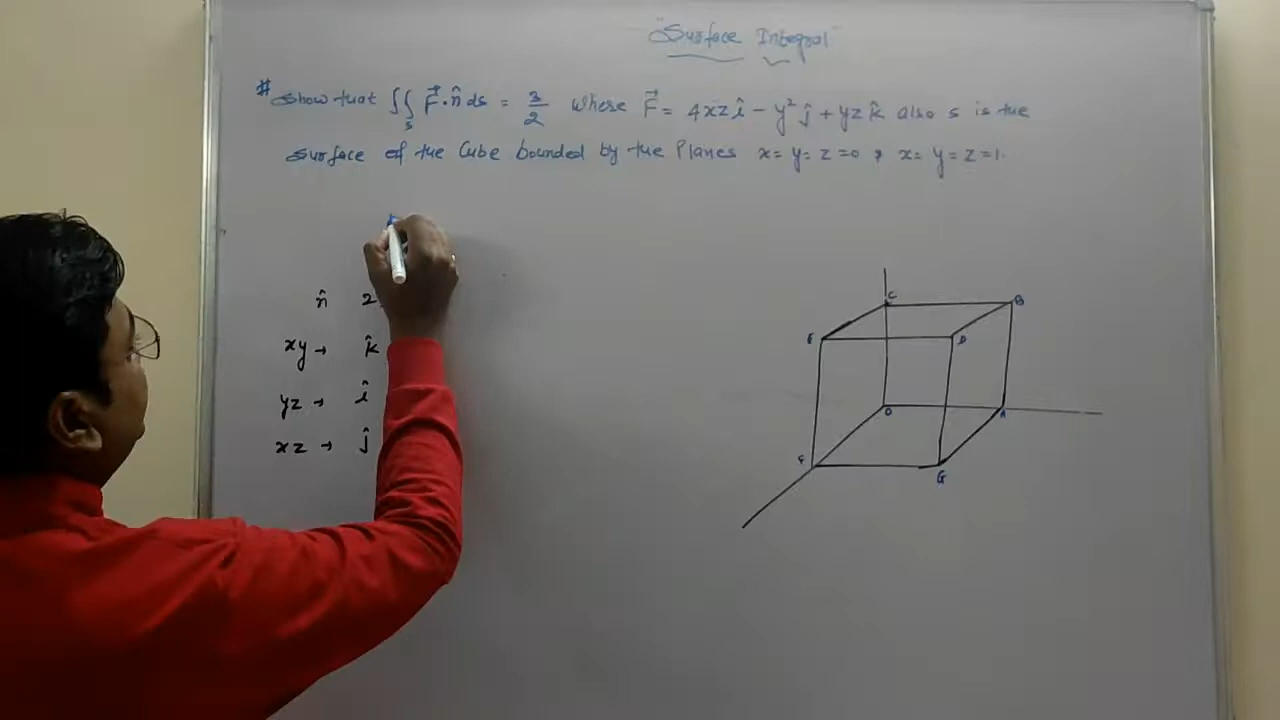 "Surface Integral"
# Show that ∬ₛ F⃗·n̂ ds = 3/2 where F⃗ = 4xz î − y² ĵ + yz k̂ also s is the
Surface of the Cube bounded by the Planes x = y = z = 0 , x = y = z = 1.
n̂ 2
xy → k̂
yz → î
xz → ĵ
C B
E D
O A
F G